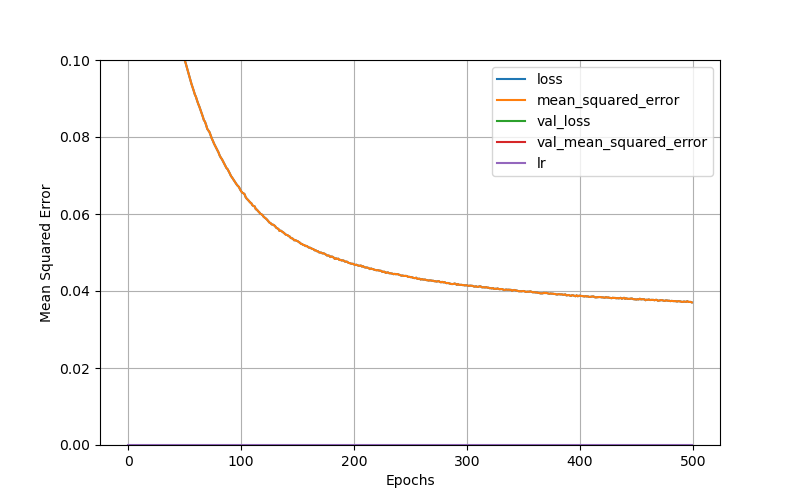 0.10
0.08
0.06
0.04
0.02
0.00
Mean Squared Error
loss
mean_squared_error
val_loss
val_mean_squared_error
lr
0 100 200 300 400 500
Epochs